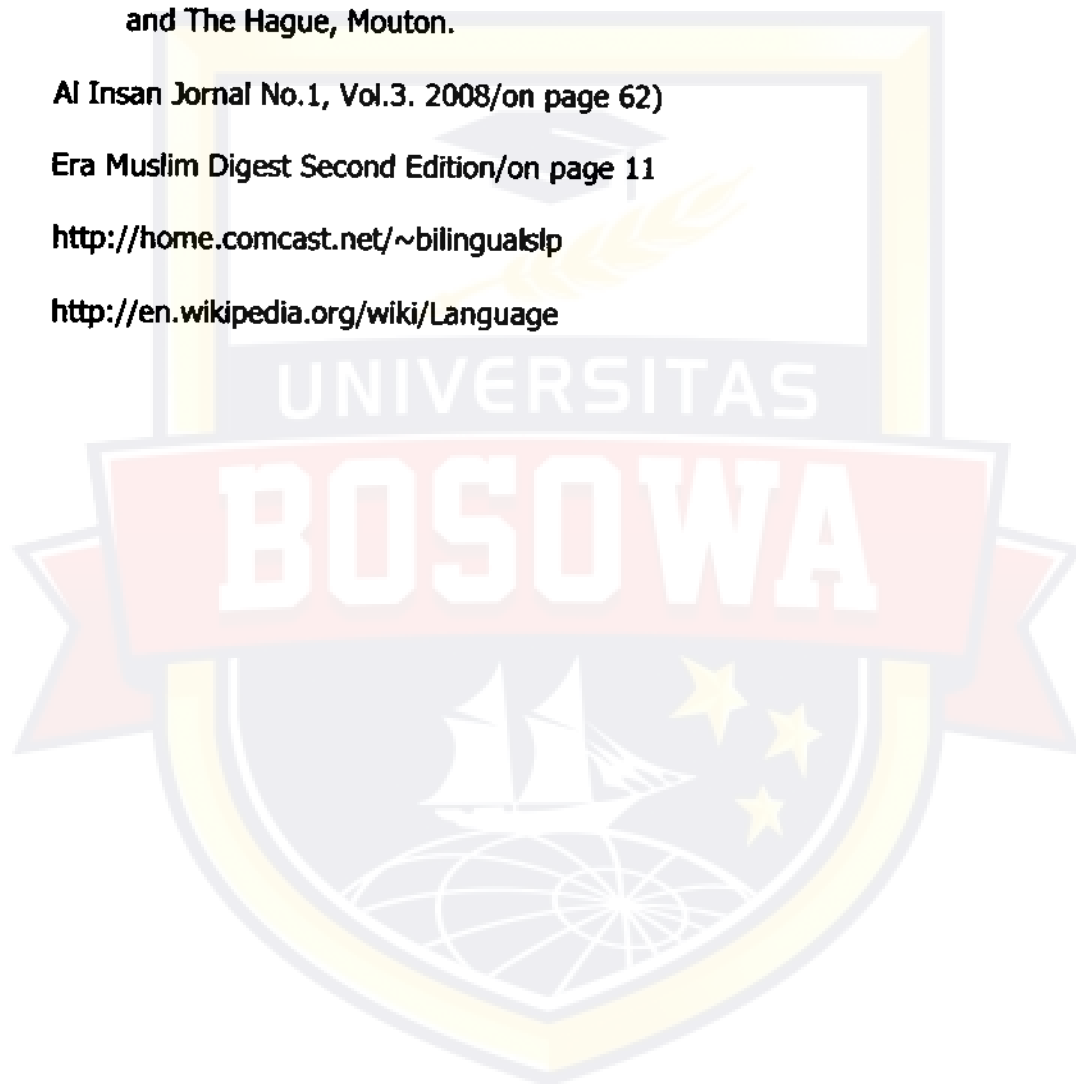 and The Hague, Mouton.
Al Insan Jornal No.1, Vol.3. 2008/on page 62)
Era Muslim Digest Second Edition/on page 11
http://home.comcast.net/~bilingualslp
http://en.wikipedia.org/wiki/Language
UNIVERSITAS
BOSOWA